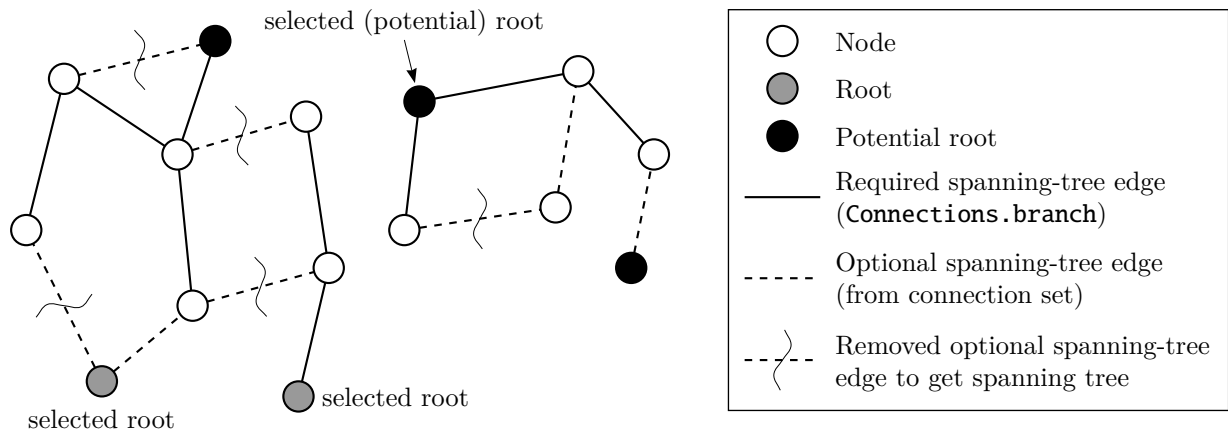 selected (potential) root
selected root
selected root
Node
Root
Potential root
Required spanning-tree edge
(Connections.branch)
Optional spanning-tree edge
(from connection set)
Removed optional spanning-tree
edge to get spanning tree